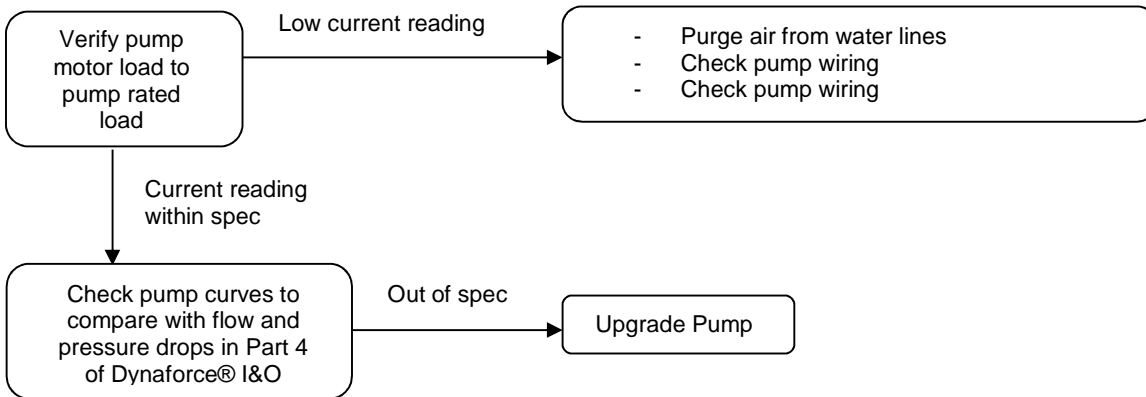 Verify pump
motor load to
pump rated
load
Low current reading
- Purge air from water lines
- Check pump wiring
- Check pump wiring
Current reading
within spec
Check pump curves to
compare with flow and
pressure drops in Part 4
of Dynaforce® I&O
Out of spec
Upgrade Pump